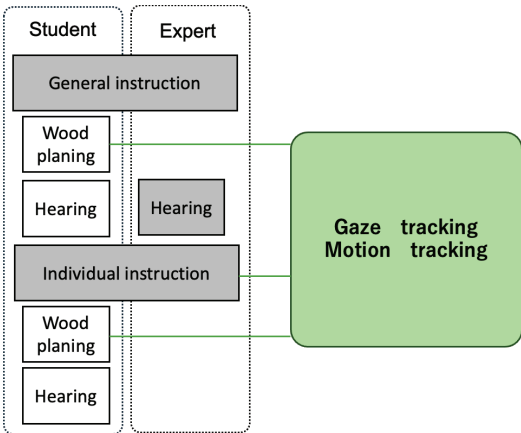 Student
Expert
General instruction
Wood
planing
Hearing
Hearing
Individual instruction
Wood
planing
Hearing
Gaze tracking
Motion tracking